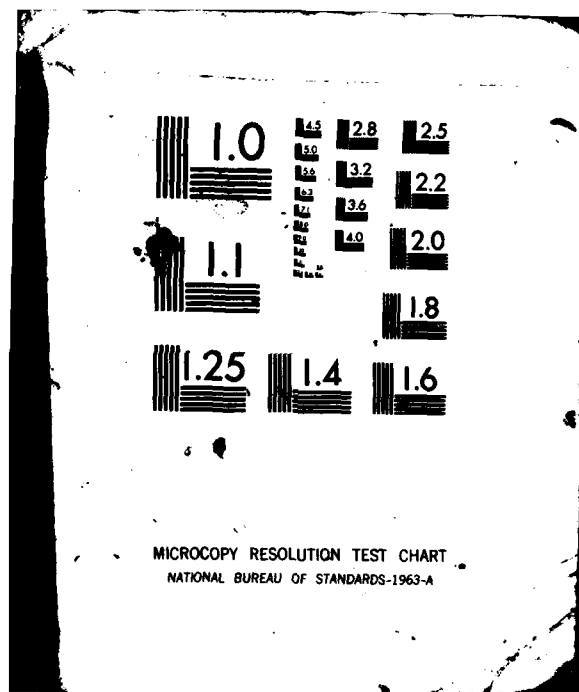 1.0
4.5 2.8 2.5
5.0
5.6 3.2 2.2
6.3
7.1 3.6
1.1 4.0 2.0
1.8
1.25 1.4 1.6
MICROCOPY RESOLUTION TEST CHART
NATIONAL BUREAU OF STANDARDS-1963-A